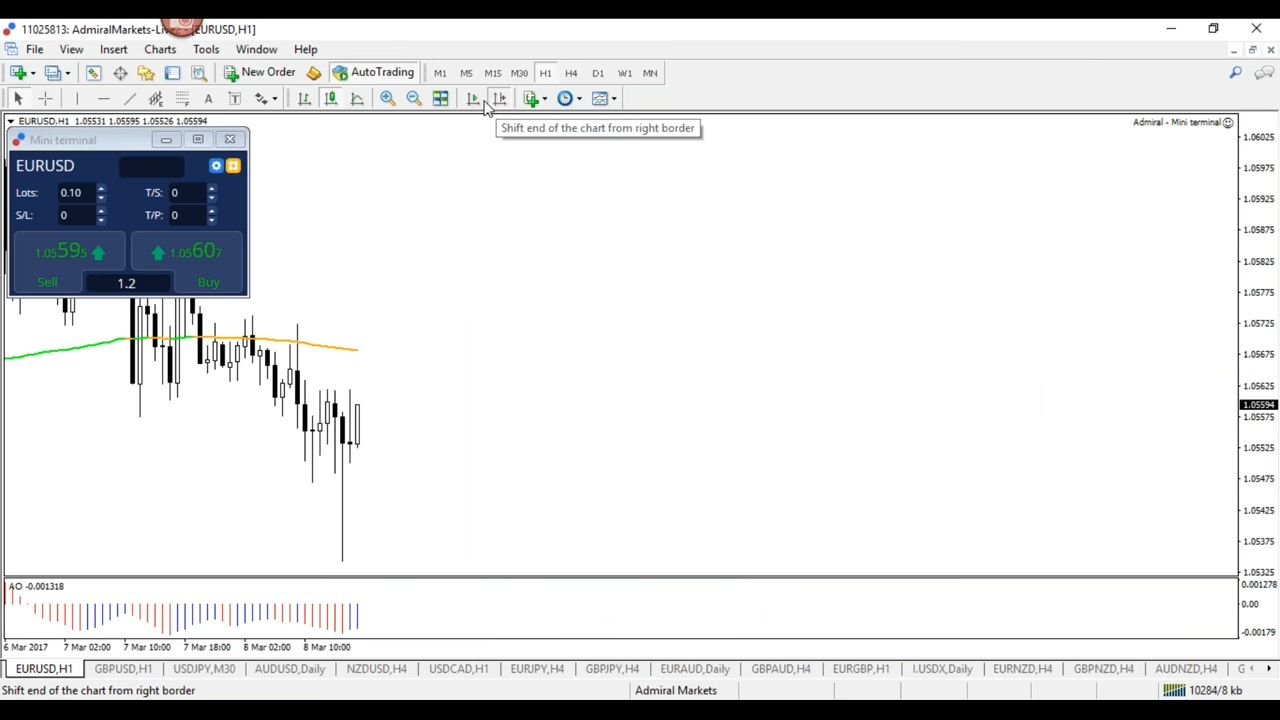 11025813: AdmiralMarkets-Li [EURUSD,H1]
File View Insert Charts Tools Window Help
New Order AutoTrading M1 M5 M15 M30 H1 H4 D1 W1 MN
A T
Shift end of the chart from right border
EURUSD,H1 1.05531 1.05595 1.05526 1.05594
Admiral - Mini terminal
Mini terminal
EURUSD
Lots: 0.10 T/S: 0
S/L: 0 T/P: 0
1.05595 1.05607
Sell 1.2 Buy
1.06025
1.05975
1.05925
1.05875
1.05825
1.05775
1.05725
1.05675
1.05625
1.05594
1.05575
1.05525
1.05475
1.05425
1.05375
1.05325
AO -0.001318
0.001278
0.00
-0.00179
6 Mar 2017 7 Mar 02:00 7 Mar 10:00 7 Mar 18:00 8 Mar 02:00 8 Mar 10:00
EURUSD,H1 GBPUSD,H1 USDJPY,M30 AUDUSD,Daily NZDUSD,H4 USDCAD,H1 EURJPY,H4 GBPJPY,H4 EURAUD,Daily GBPAUD,H4 EURGBP,H1 I.USDX,Daily EURNZD,H4 GBPNZD,H4 AUDNZD,H4 G
Shift end of the chart from right border Admiral Markets 10284/8 kb